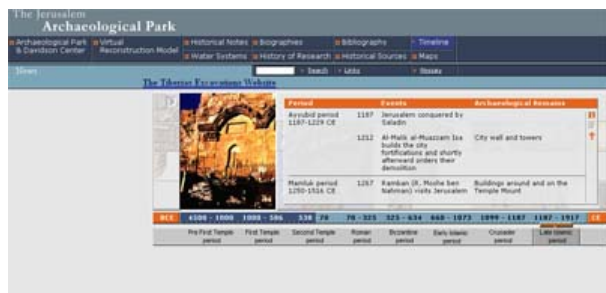 The Jerusalem
Archaeological Park
Archaeological Park & Davidson Center
Virtual Reconstruction Model
Historical Notes
Biographies
Bibliography
Timeline
Water Systems
History of Research
Historical Sources
Maps
News
Search
Links
The Tiberias Excavations Website
Period Events Archaeological Remains
Ayyubid period 1187 Jerusalem conquered by
1187-1229 CE Saladin
1212 Al-Malik al-Muazzam Isa City wall and towers
builds the city
fortifications and shortly
afterward orders their
demolition
Mamluk period 1267 Ramban (R. Moshe ben Buildings around and on the
1250-1516 CE Nahman) visits Jerusalem Temple Mount
BCE 4500 - 1000 1000 - 586 538 70 70 - 325 325 - 634 660 - 1073 1099 - 1187 1187 - 1917 CE
Pre First Temple period
First Temple period
Second Temple period
Roman period
Byzantine period
Early Islamic period
Crusader period
Late Islamic period